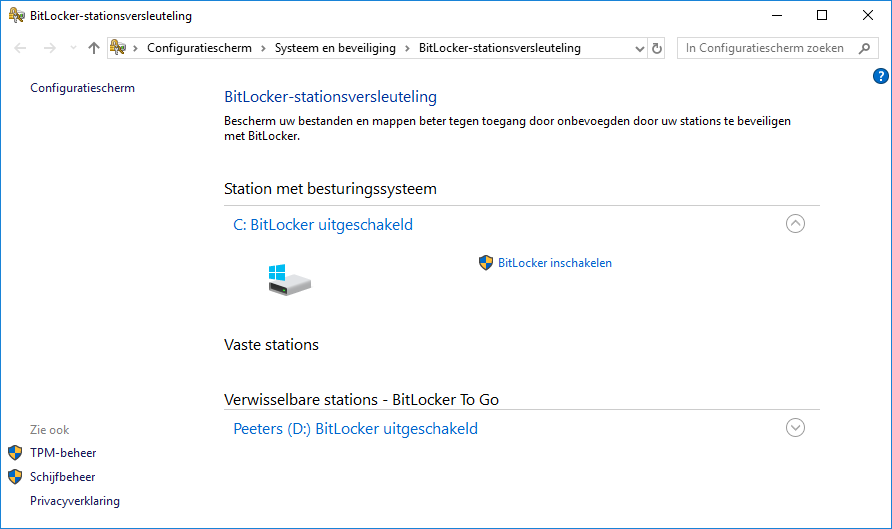 BitLocker-stationsversleuteling
Configuratiescherm > Systeem en beveiliging > BitLocker-stationsversleuteling
In Configuratiescherm zoeken
?
Configuratiescherm
BitLocker-stationsversleuteling
Bescherm uw bestanden en mappen beter tegen toegang door onbevoegden door uw stations te beveiligen
met BitLocker.
Station met besturingssysteem
C: BitLocker uitgeschakeld
BitLocker inschakelen
Vaste stations
Verwisselbare stations - BitLocker To Go
Peeters (D:) BitLocker uitgeschakeld
Zie ook
TPM-beheer
Schijfbeheer
Privacyverklaring